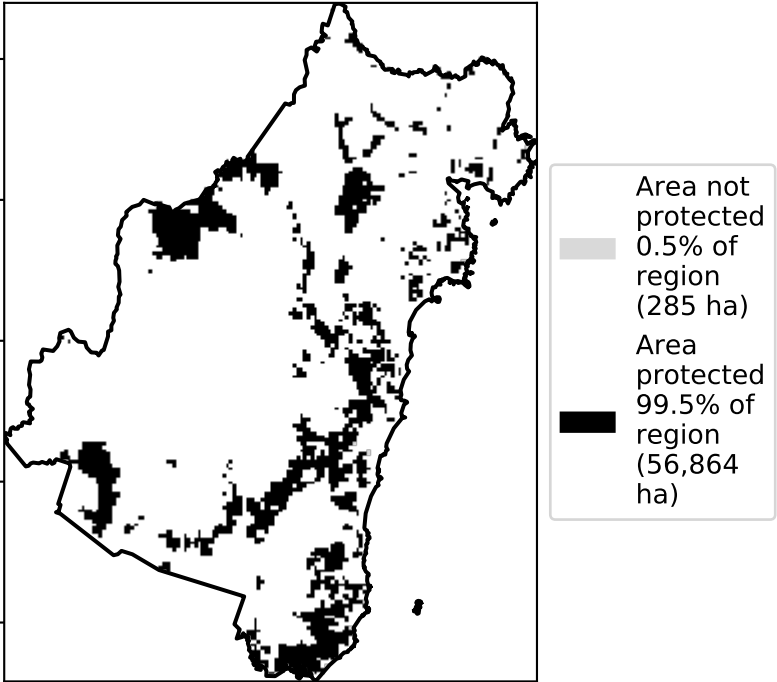 Area not
protected
0.5% of
region
(285 ha)
Area
protected
99.5% of
region
(56,864
ha)